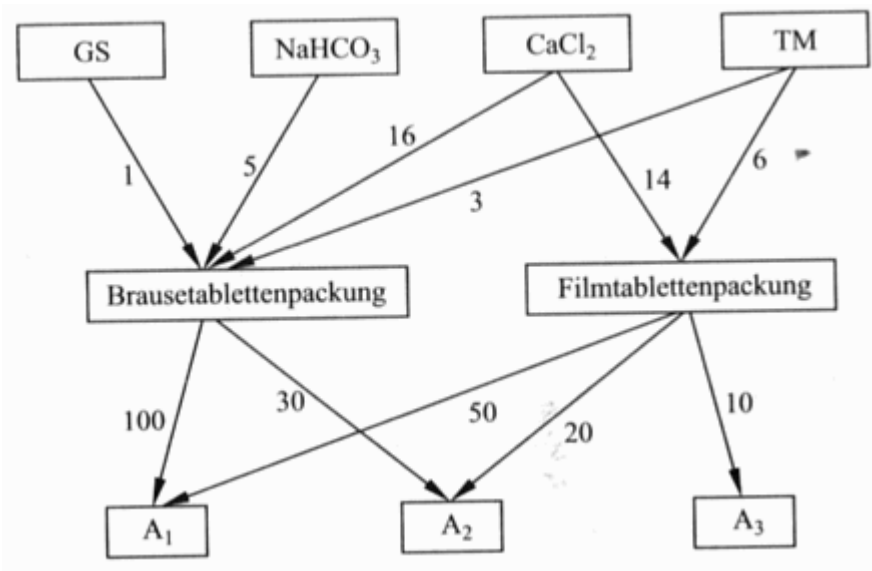 GS
NaHCO₃
CaCl₂
TM
1
5
16
3
14
6
Brausetablettenpackung
Filmtablettenpackung
100
30
50
20
10
A₁
A₂
A₃